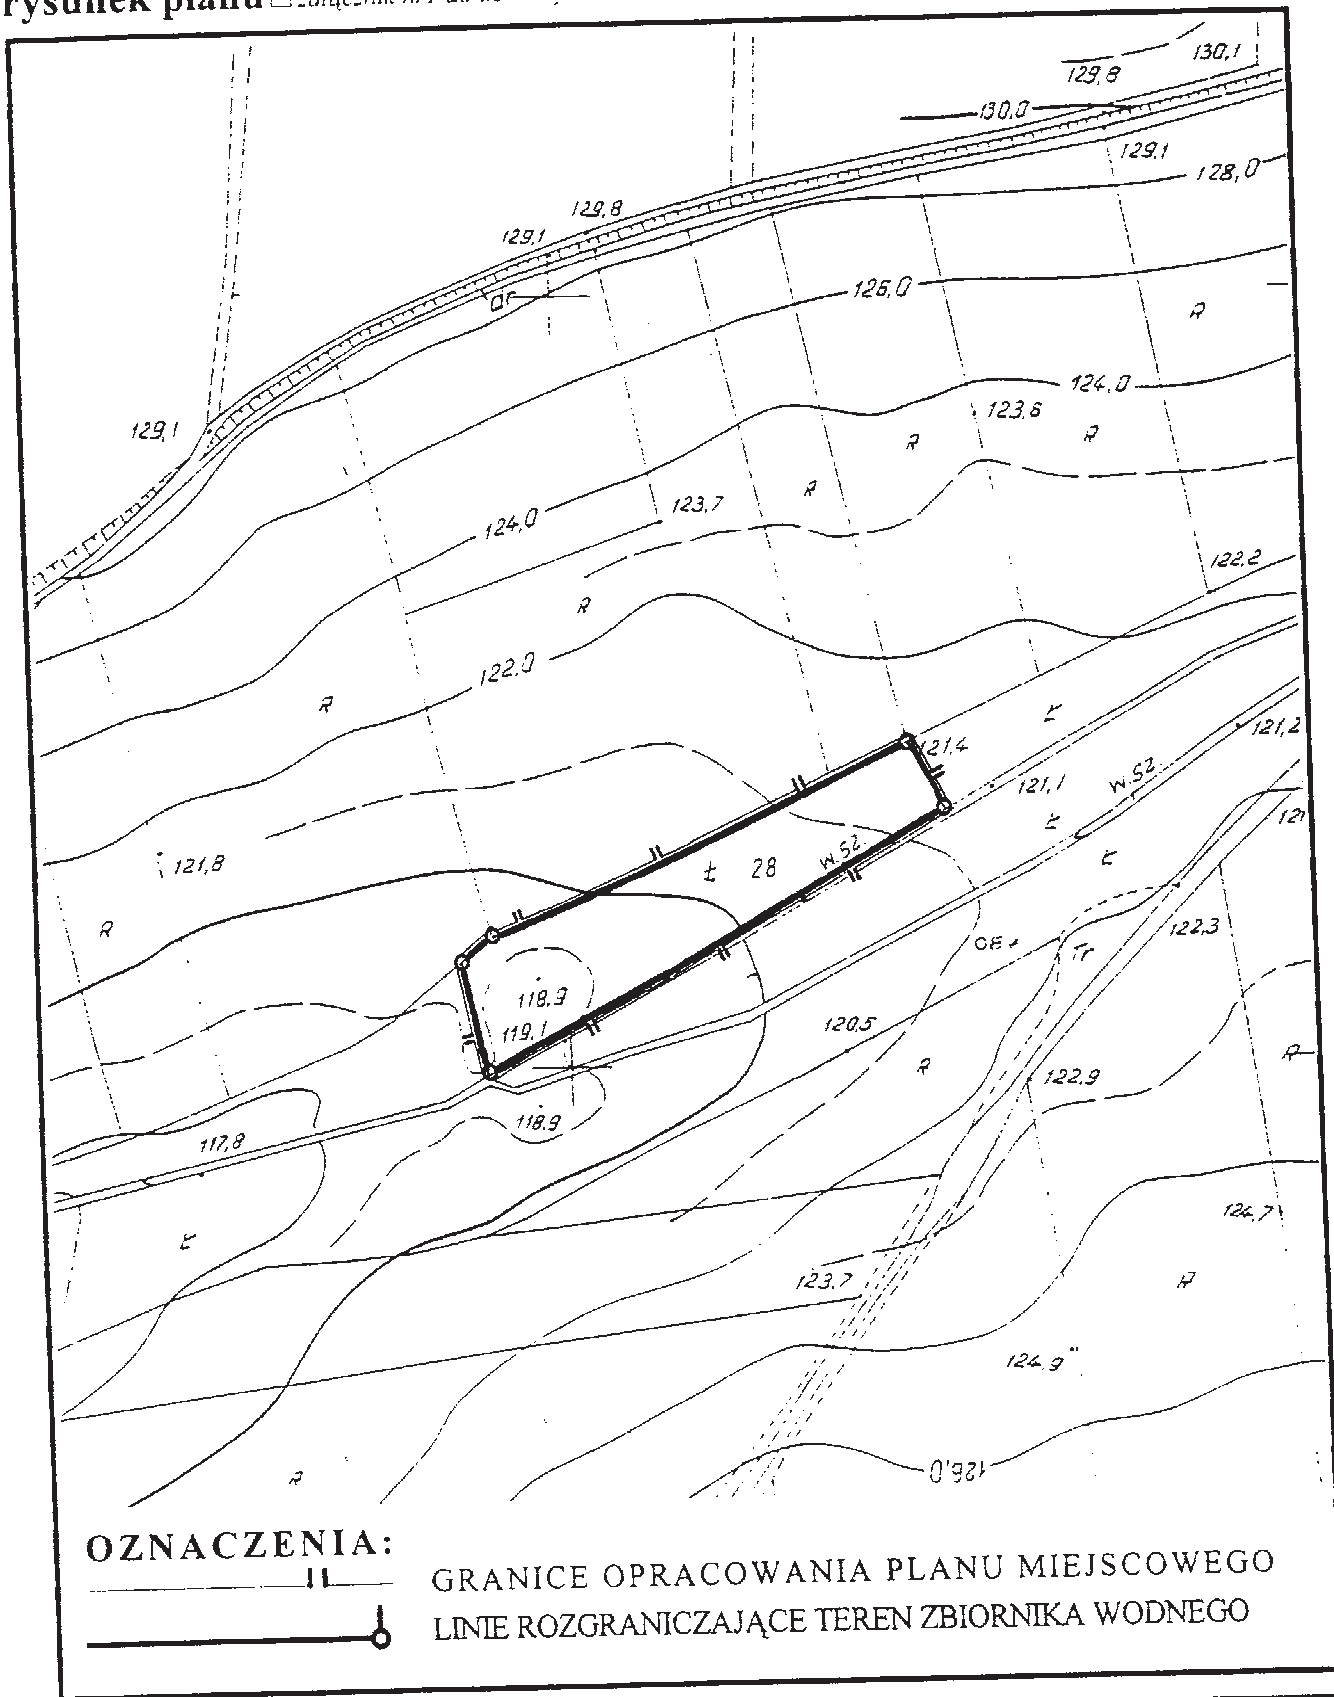 rysunek planu
130,1
129,8
130,0
129,1
128,0
129,8
129,1
dr
126,0
R
124,0
123,6
129,1
R
R
R
123,7
124,0
122,2
R
122,0
R
ł
121,4
121,2
121,1
W.52
ł
121,8
ł 28
W.52
ł
R
122,3
Tr
118,9
119,1
120,5
R
R
122,9
118,9
117,8
124,7
ł
123,7
R
124,9
126,0
R
OZNACZENIA:
GRANICE OPRACOWANIA PLANU MIEJSCOWEGO
LINIE ROZGRANICZAJĄCE TEREN ZBIORNIKA WODNEGO